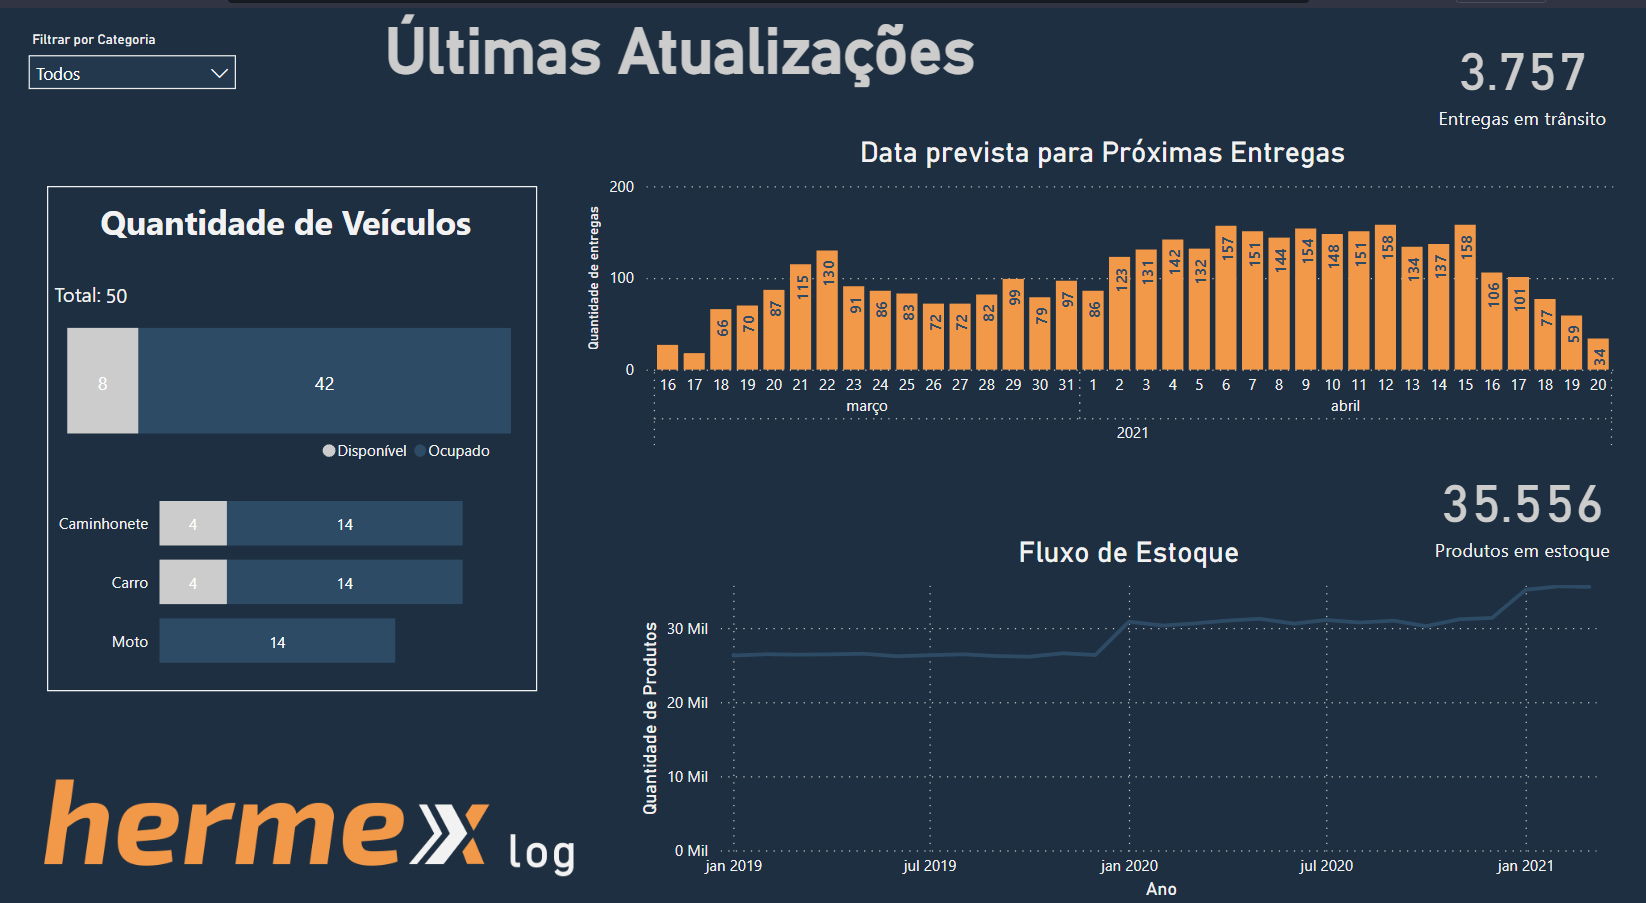 Filtrar por Categoria
Todos
Últimas Atualizações
3.757
Entregas em trânsito
Quantidade de Veículos
Total: 50
8 42
Disponível Ocupado
Caminhonete 4 14
Carro 4 14
Moto 14
hermex log
Data prevista para Próximas Entregas
Quantidade de entregas
200
100
0
66 70 87 115 130 91 86 83 72 72 82 99 79 97 86 123 131 142 132 157 151 144 154 148 151 158 134 137 158 106 101 77 59 34
16 17 18 19 20 21 22 23 24 25 26 27 28 29 30 31 1 2 3 4 5 6 7 8 9 10 11 12 13 14 15 16 17 18 19 20
março abril
2021
35.556
Produtos em estoque
Fluxo de Estoque
Quantidade de Produtos
30 Mil
20 Mil
10 Mil
0 Mil
jan 2019 jul 2019 jan 2020 jul 2020 jan 2021
Ano